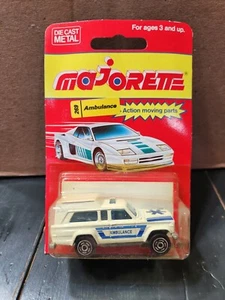 DIE CAST
METAL
For ages 3 and up.
MAJORETTE
269 Ambulance
Action moving parts
AMBULANCE